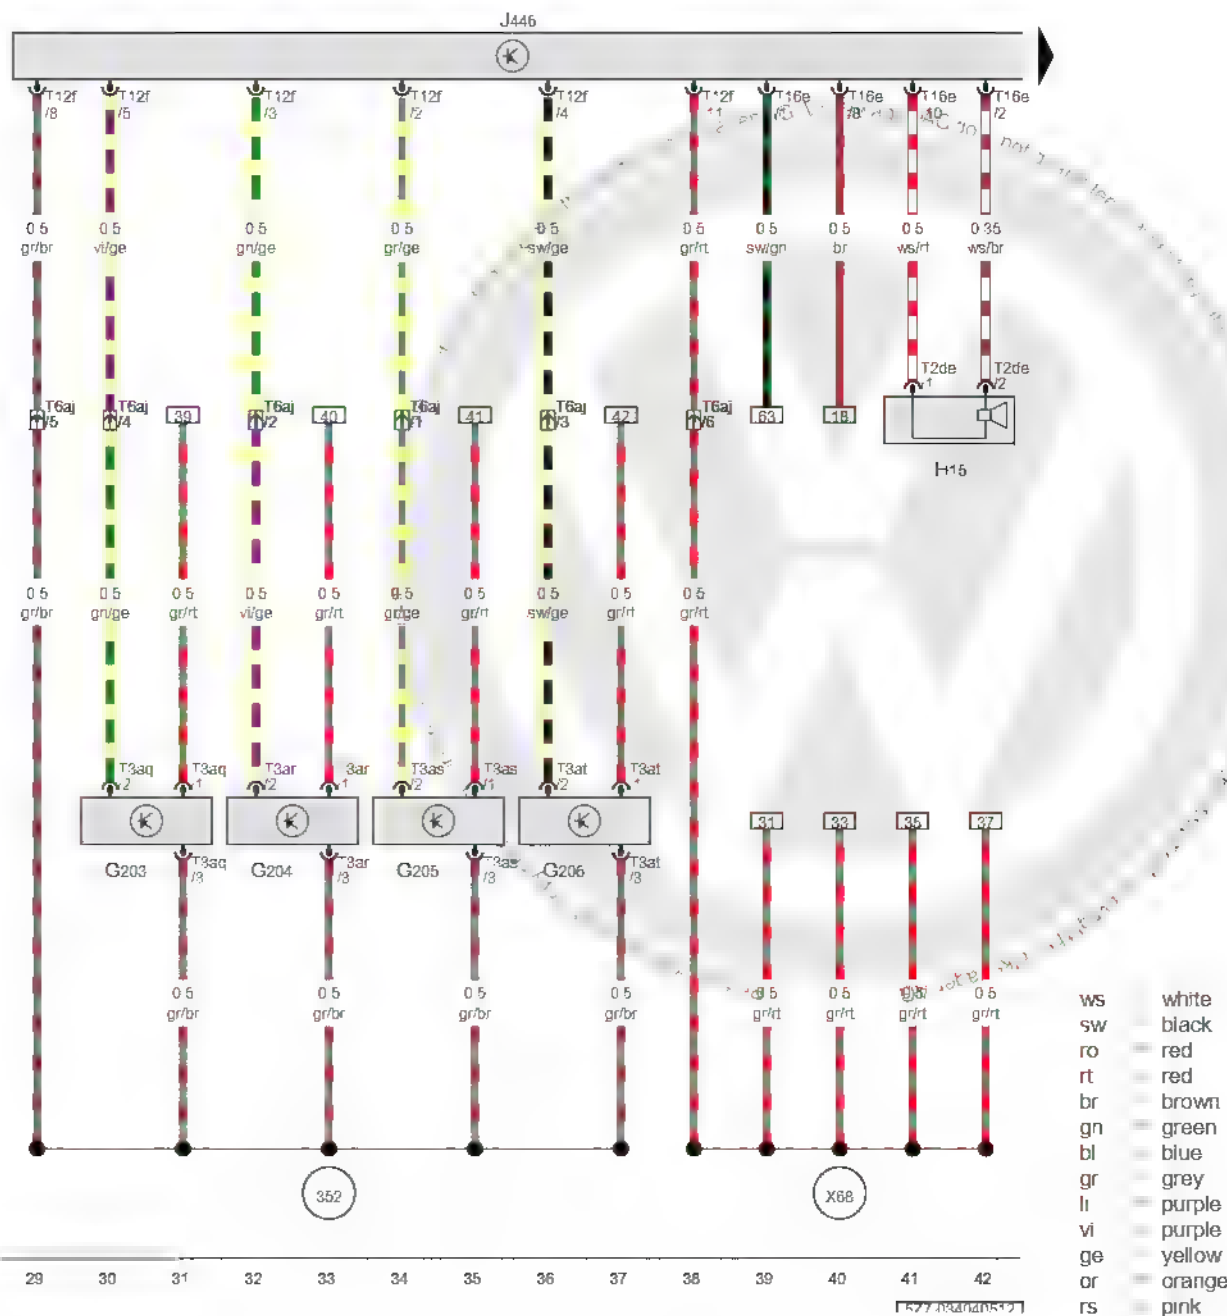 J446
T12f T12f T12f T12f T12f T12f T16e T16e T16e T16e
/8 /5 /3 /2 /4 /8 /2
0.5 0.5 0.5 0.5 0.5 0.5 0.5 0.5 0.5 0.35
gr/br vi/ge gn/ge gr/ge sw/ge gr/rt sw/gn br ws/rt ws/br
T2de T2de
/1 /2
T6aj T6aj 39 T6aj 40 T6aj 41 T6aj 42 T6aj 63 18
/5 /4 /2 /1 /3 /6
H15
0.5 0.5 0.5 0.5 0.5 0.5 0.5 0.5 0.5 0.5
gr/br gn/ge gr/rt vi/ge gr/rt gr/ge gr/rt sw/ge gr/rt gr/rt
T3aq T3aq T3ar 3ar T3as T3as T3at T3at
/2 /1 /2 /1 /2 /1 /2
31 33 35 37
G203 T3aq G204 T3ar G205 T3as G206 T3at
/3 /3 /3 /3
0.5 0.5 0.5 0.5 0.5 0.5 0.5 0.5
gr/br gr/br gr/br gr/br gr/rt gr/rt gr/rt gr/rt
352 X68
29 30 31 32 33 34 35 36 37 38 39 40 41 42
ws = white
sw = black
ro = red
rt = red
br = brown
gn = green
bl = blue
gr = grey
li = purple
vi = purple
ge = yellow
or = orange
rs = pink